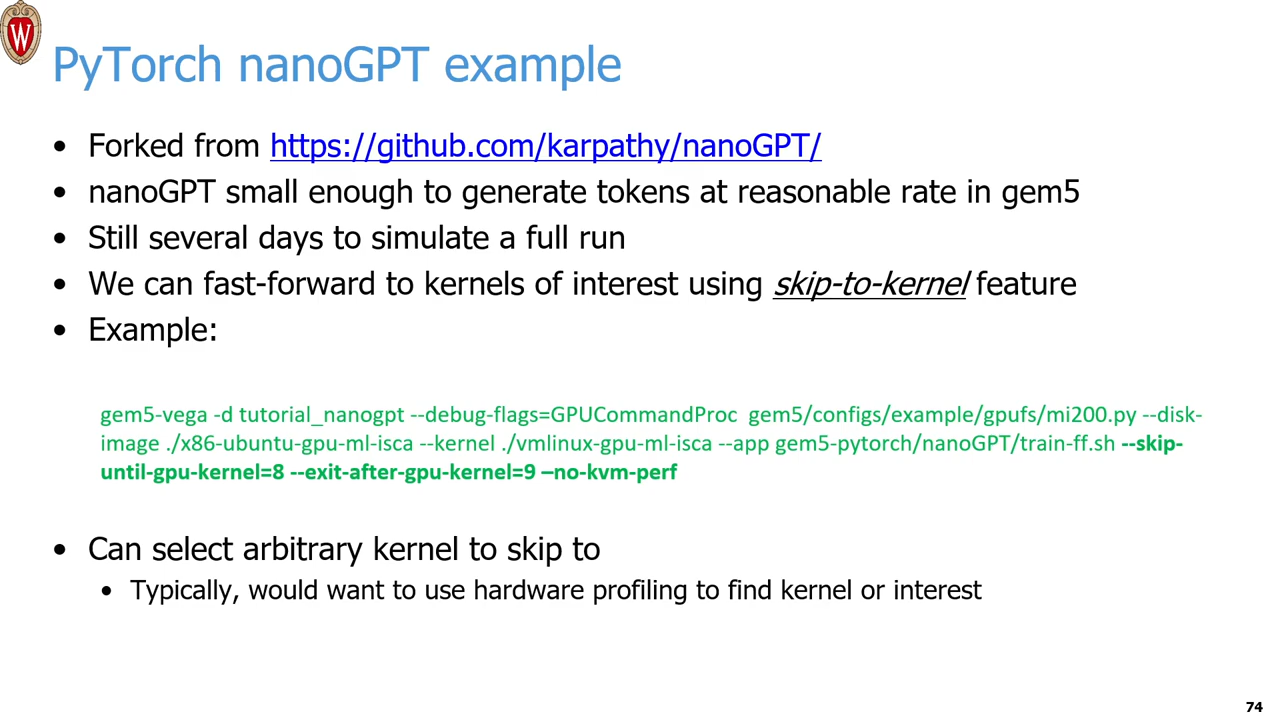 W
PyTorch nanoGPT example
• Forked from https://github.com/karpathy/nanoGPT/
• nanoGPT small enough to generate tokens at reasonable rate in gem5
• Still several days to simulate a full run
• We can fast-forward to kernels of interest using skip-to-kernel feature
• Example:
gem5-vega -d tutorial_nanogpt --debug-flags=GPUCommandProc  gem5/configs/example/gpufs/mi200.py --disk-
image ./x86-ubuntu-gpu-ml-isca --kernel ./vmlinux-gpu-ml-isca --app gem5-pytorch/nanoGPT/train-ff.sh --skip-
until-gpu-kernel=8 --exit-after-gpu-kernel=9 –no-kvm-perf
• Can select arbitrary kernel to skip to
• Typically, would want to use hardware profiling to find kernel or interest
74